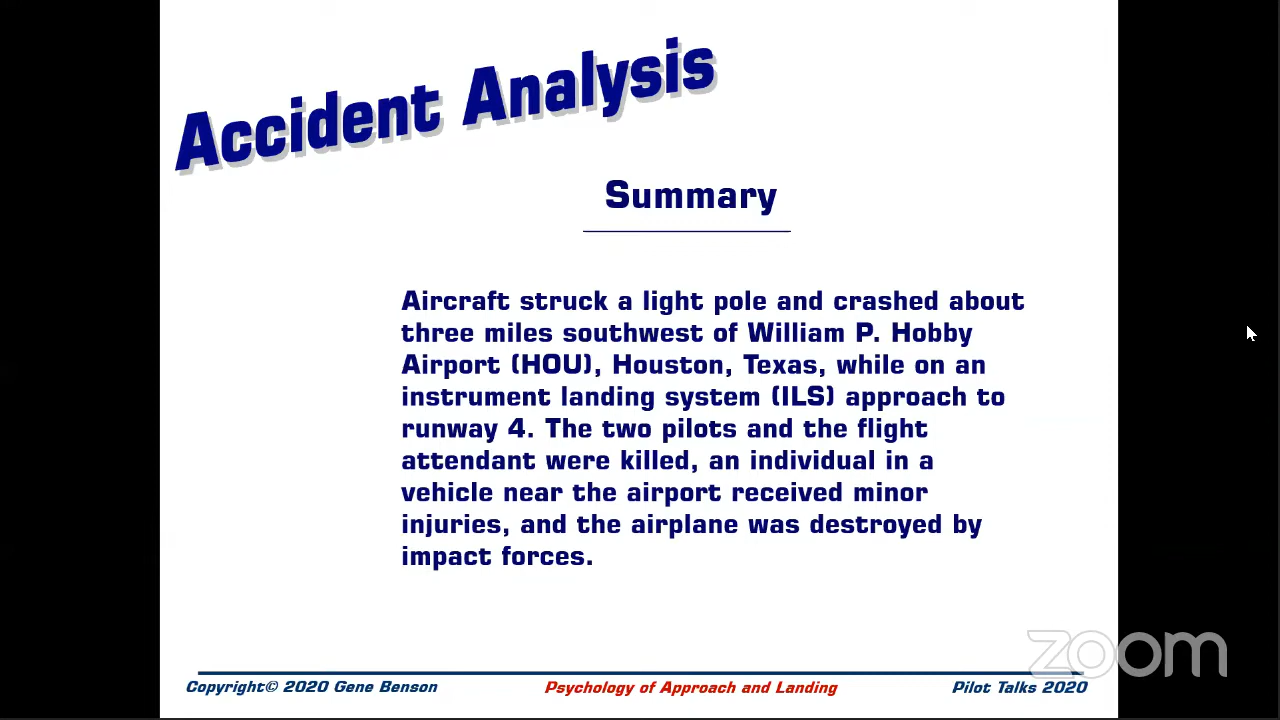 Accident Analysis
Summary
Aircraft struck a light pole and crashed about
three miles southwest of William P. Hobby
Airport (HOU), Houston, Texas, while on an
instrument landing system (ILS) approach to
runway 4. The two pilots and the flight
attendant were killed, an individual in a
vehicle near the airport received minor
injuries, and the airplane was destroyed by
impact forces.
zoom
Copyright© 2020 Gene Benson
Psychology of Approach and Landing
Pilot Talks 2020